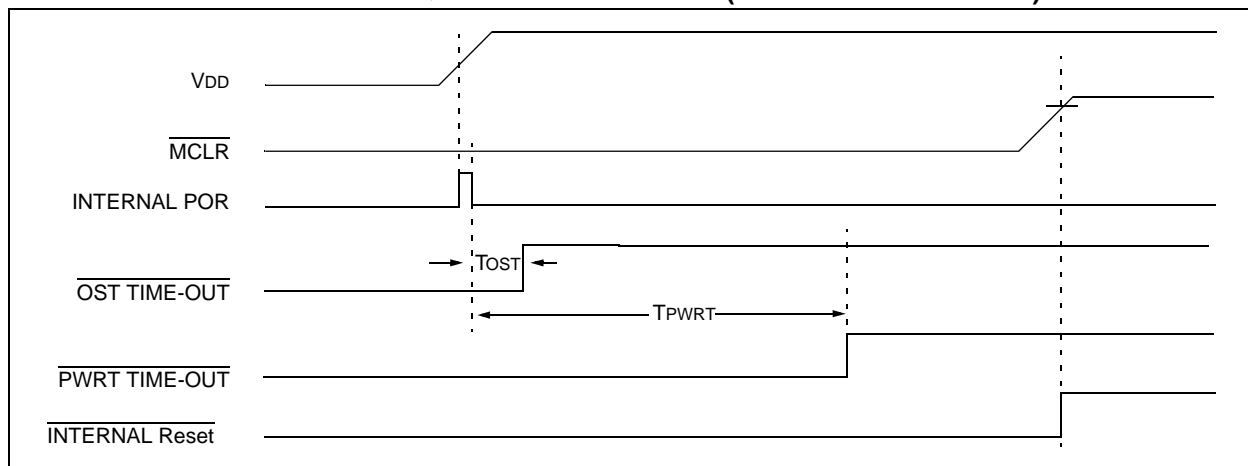 VDD
MCLR
INTERNAL POR
TOST
OST TIME-OUT
TPWRT
PWRT TIME-OUT
INTERNAL Reset